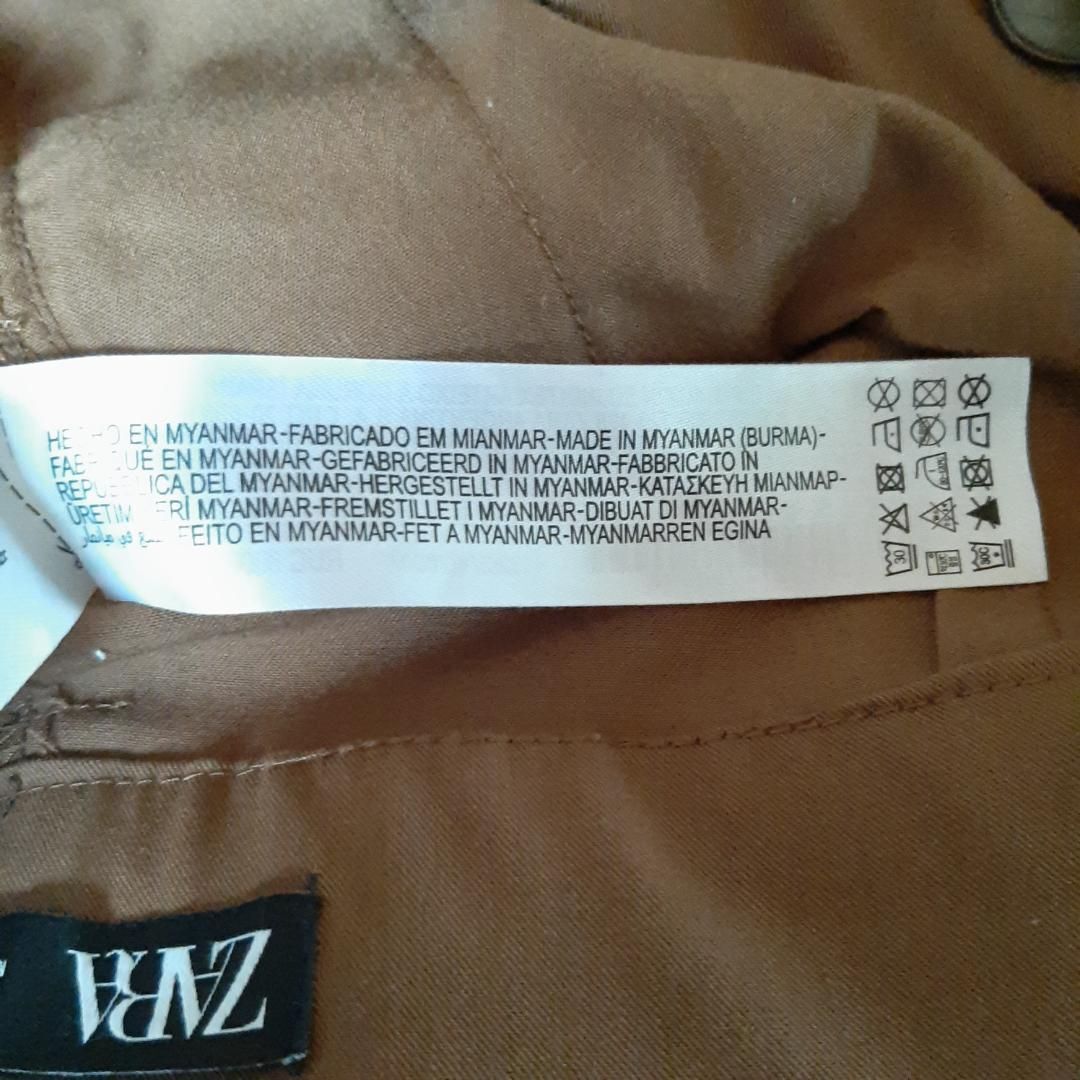 EN MYANMAR-FABRICADO EM MIANMAR-MADE IN MYANMAR (BURMA)-
EN MYANMAR-GEFABRICEERD IN MYANMAR-FABBRICATO IN
DEL MYANMAR-HERGESTELLT IN MYANMAR-ΚΑΤΑΣΚΕΥΗ ΜΙΑΝΜΑΡ-
MYANMAR-FREMSTILLET I MYANMAR-DIBUAT DI MYANMAR-
EN MYANMAR-FET A MYANMAR-MYANMARREN EGINA
30
ZARA